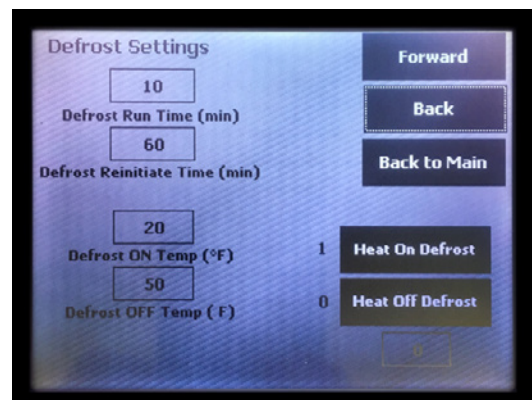 Defrost Settings
10
Defrost Run Time (min)
60
Defrost Reinitiate Time (min)
20
Defrost ON Temp (°F)
50
Defrost OFF Temp ( F)
Forward
Back
Back to Main
1 Heat On Defrost
0 Heat Off Defrost
0